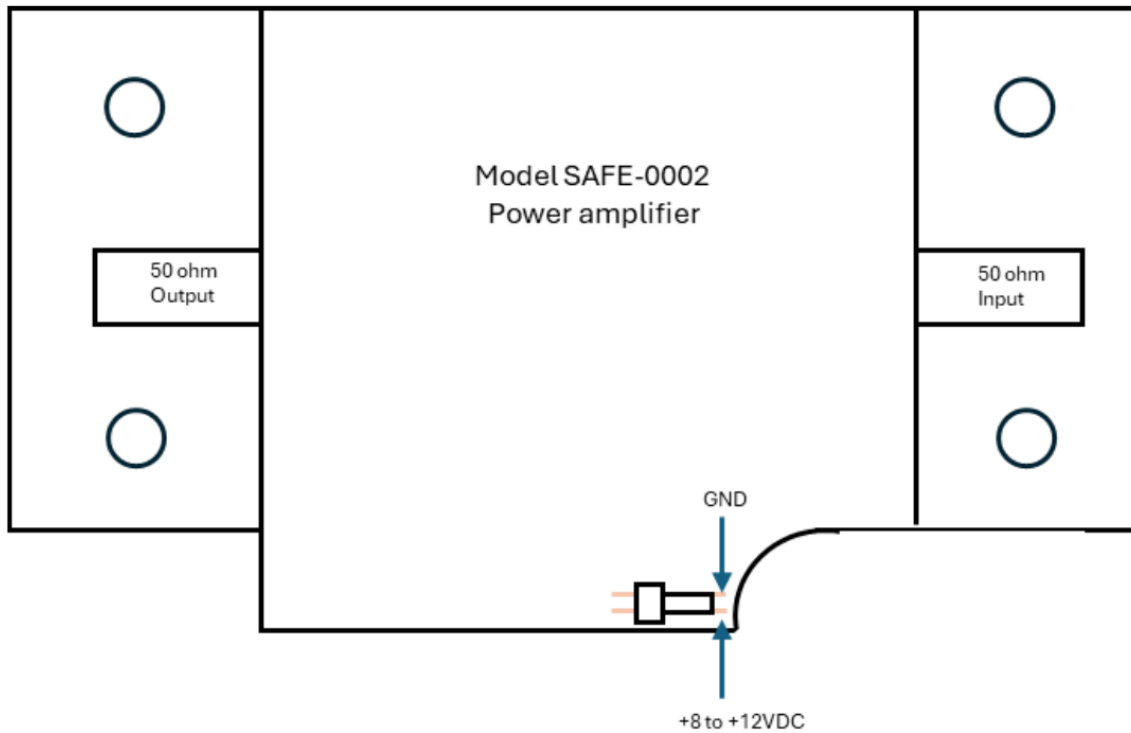 Model SAFE-0002
Power amplifier
50 ohm
Output
50 ohm
Input
GND
+8 to +12VDC